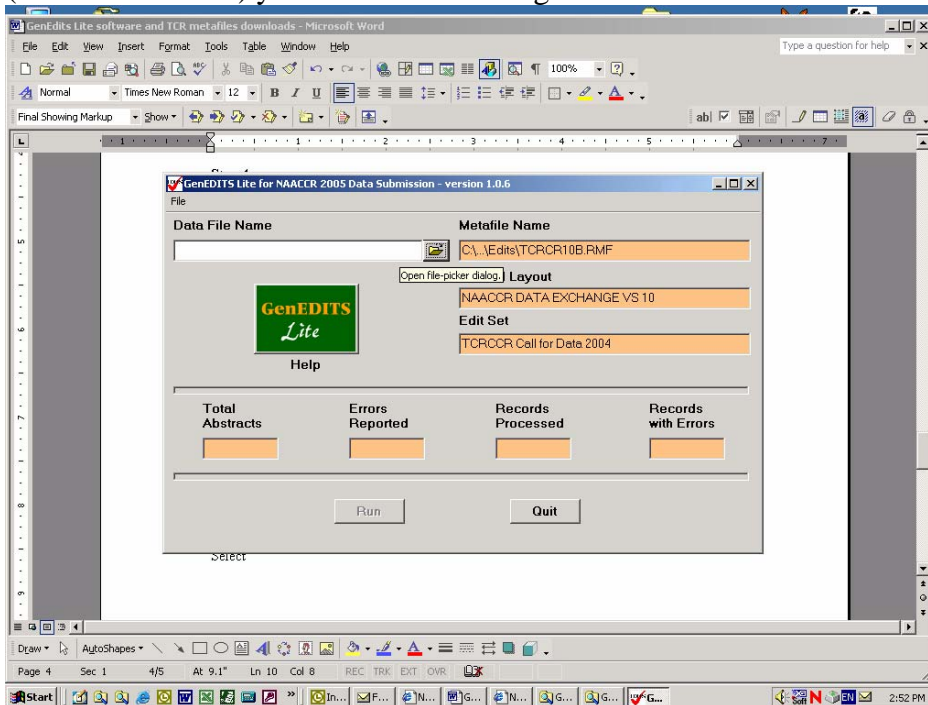 GenEdits Lite software and TCR metafiles downloads - Microsoft Word
File Edit View Insert Format Tools Table Window Help
Type a question for help
100%
Normal Times New Roman 12 B I U
Final Showing Markup Show
abl
GenEDITS Lite for NAACCR 2005 Data Submission - version 1.0.6
File
Data File Name Metafile Name
C:\..\Edits\TCRCR10B.RMF
Open file-picker dialog. Layout
NAACCR DATA EXCHANGE VS 10
GenEDITS
Lite
Edit Set
TCRCCR Call for Data 2004
Help
Total Abstracts Errors Reported Records Processed Records with Errors
Run Quit
Select
Draw AutoShapes
Page 4 Sec 1 4/5 At 9.1" Ln 10 Col 8 REC TRK EXT OVR
Start In... F... N... G... N... G... G... G... EN 2:52 PM